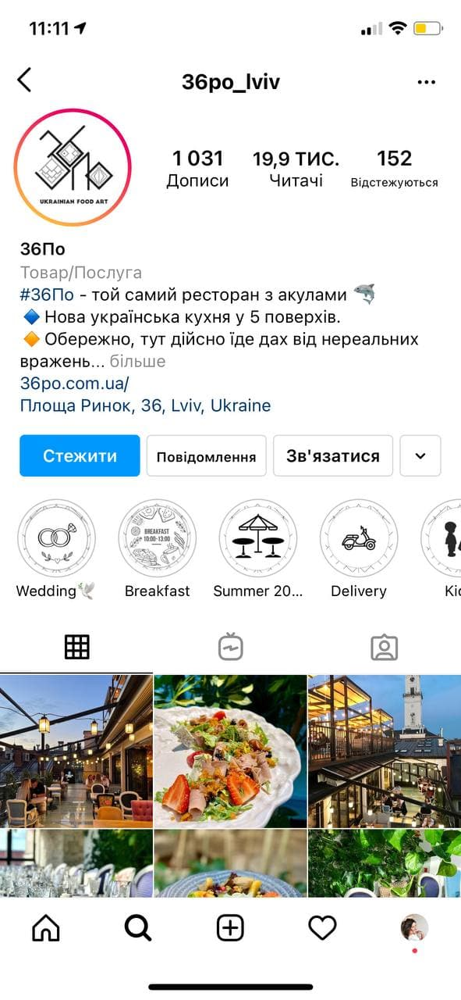 11:11
36po_lviv
UKRAINIAN FOOD ART
1 031
Дописи
19,9 ТИС.
Читачі
152
Відстежуються
36По
Товар/Послуга
#36По - той самий ресторан з акулами 🦈
🔷 Нова українська кухня у 5 поверхів.
🔶 Обережно, тут дійсно їде дах від нереальних
вражень... більше
36po.com.ua/
Площа Ринок, 36, Lviv, Ukraine
Стежити
Повідомлення
Зв'язатися
BREAKFAST
10:00-13:00
Wedding🕊️
Breakfast
Summer 20...
Delivery
Kic